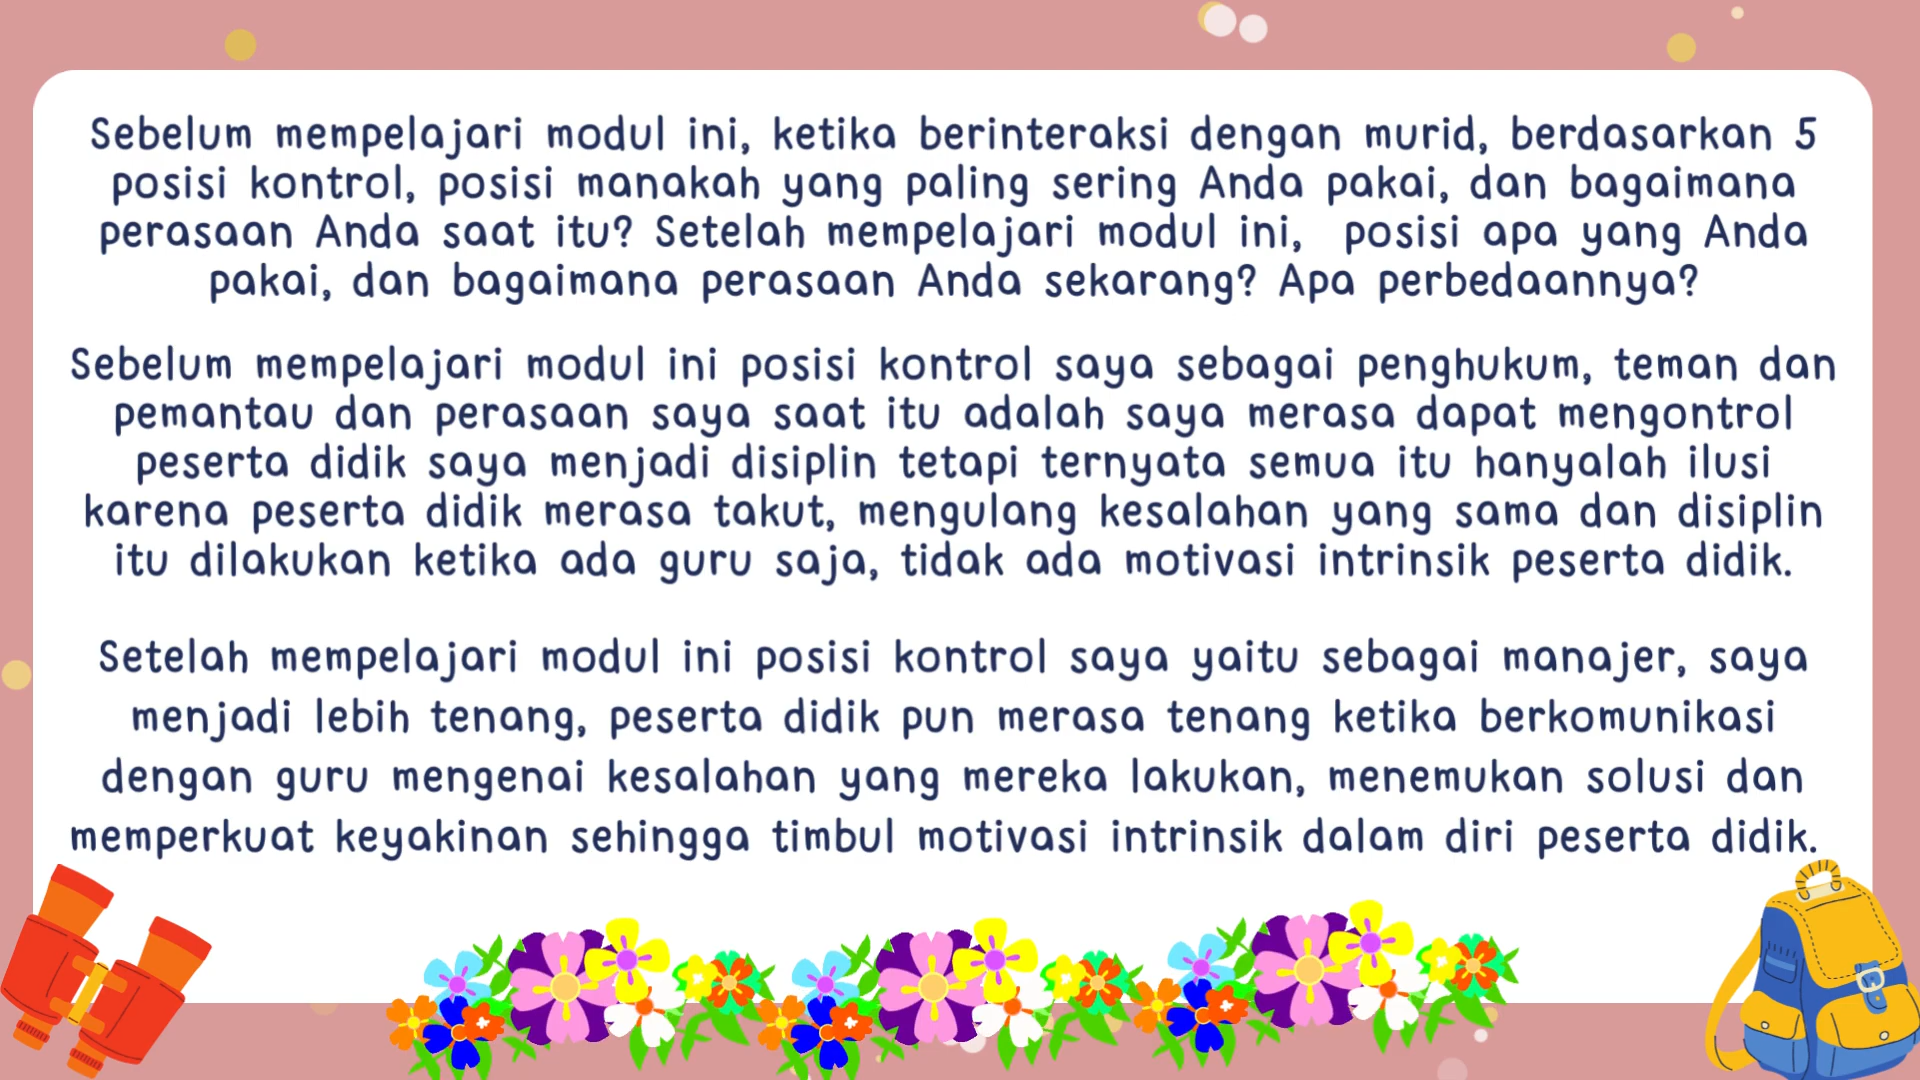 Sebelum mempelajari modul ini, ketika berinteraksi dengan murid, berdasarkan 5
posisi kontrol, posisi manakah yang paling sering Anda pakai, dan bagaimana
perasaan Anda saat itu? Setelah mempelajari modul ini, posisi apa yang Anda
pakai, dan bagaimana perasaan Anda sekarang? Apa perbedaannya?
Sebelum mempelajari modul ini posisi kontrol saya sebagai penghukum, teman dan
pemantau dan perasaan saya saat itu adalah saya merasa dapat mengontrol
peserta didik saya menjadi disiplin tetapi ternyata semua itu hanyalah ilusi
karena peserta didik merasa takut, mengulang kesalahan yang sama dan disiplin
itu dilakukan ketika ada guru saja, tidak ada motivasi intrinsik peserta didik.
Setelah mempelajari modul ini posisi kontrol saya yaitu sebagai manajer, saya
menjadi lebih tenang, peserta didik pun merasa tenang ketika berkomunikasi
dengan guru mengenai kesalahan yang mereka lakukan, menemukan solusi dan
memperkuat keyakinan sehingga timbul motivasi intrinsik dalam diri peserta didik.